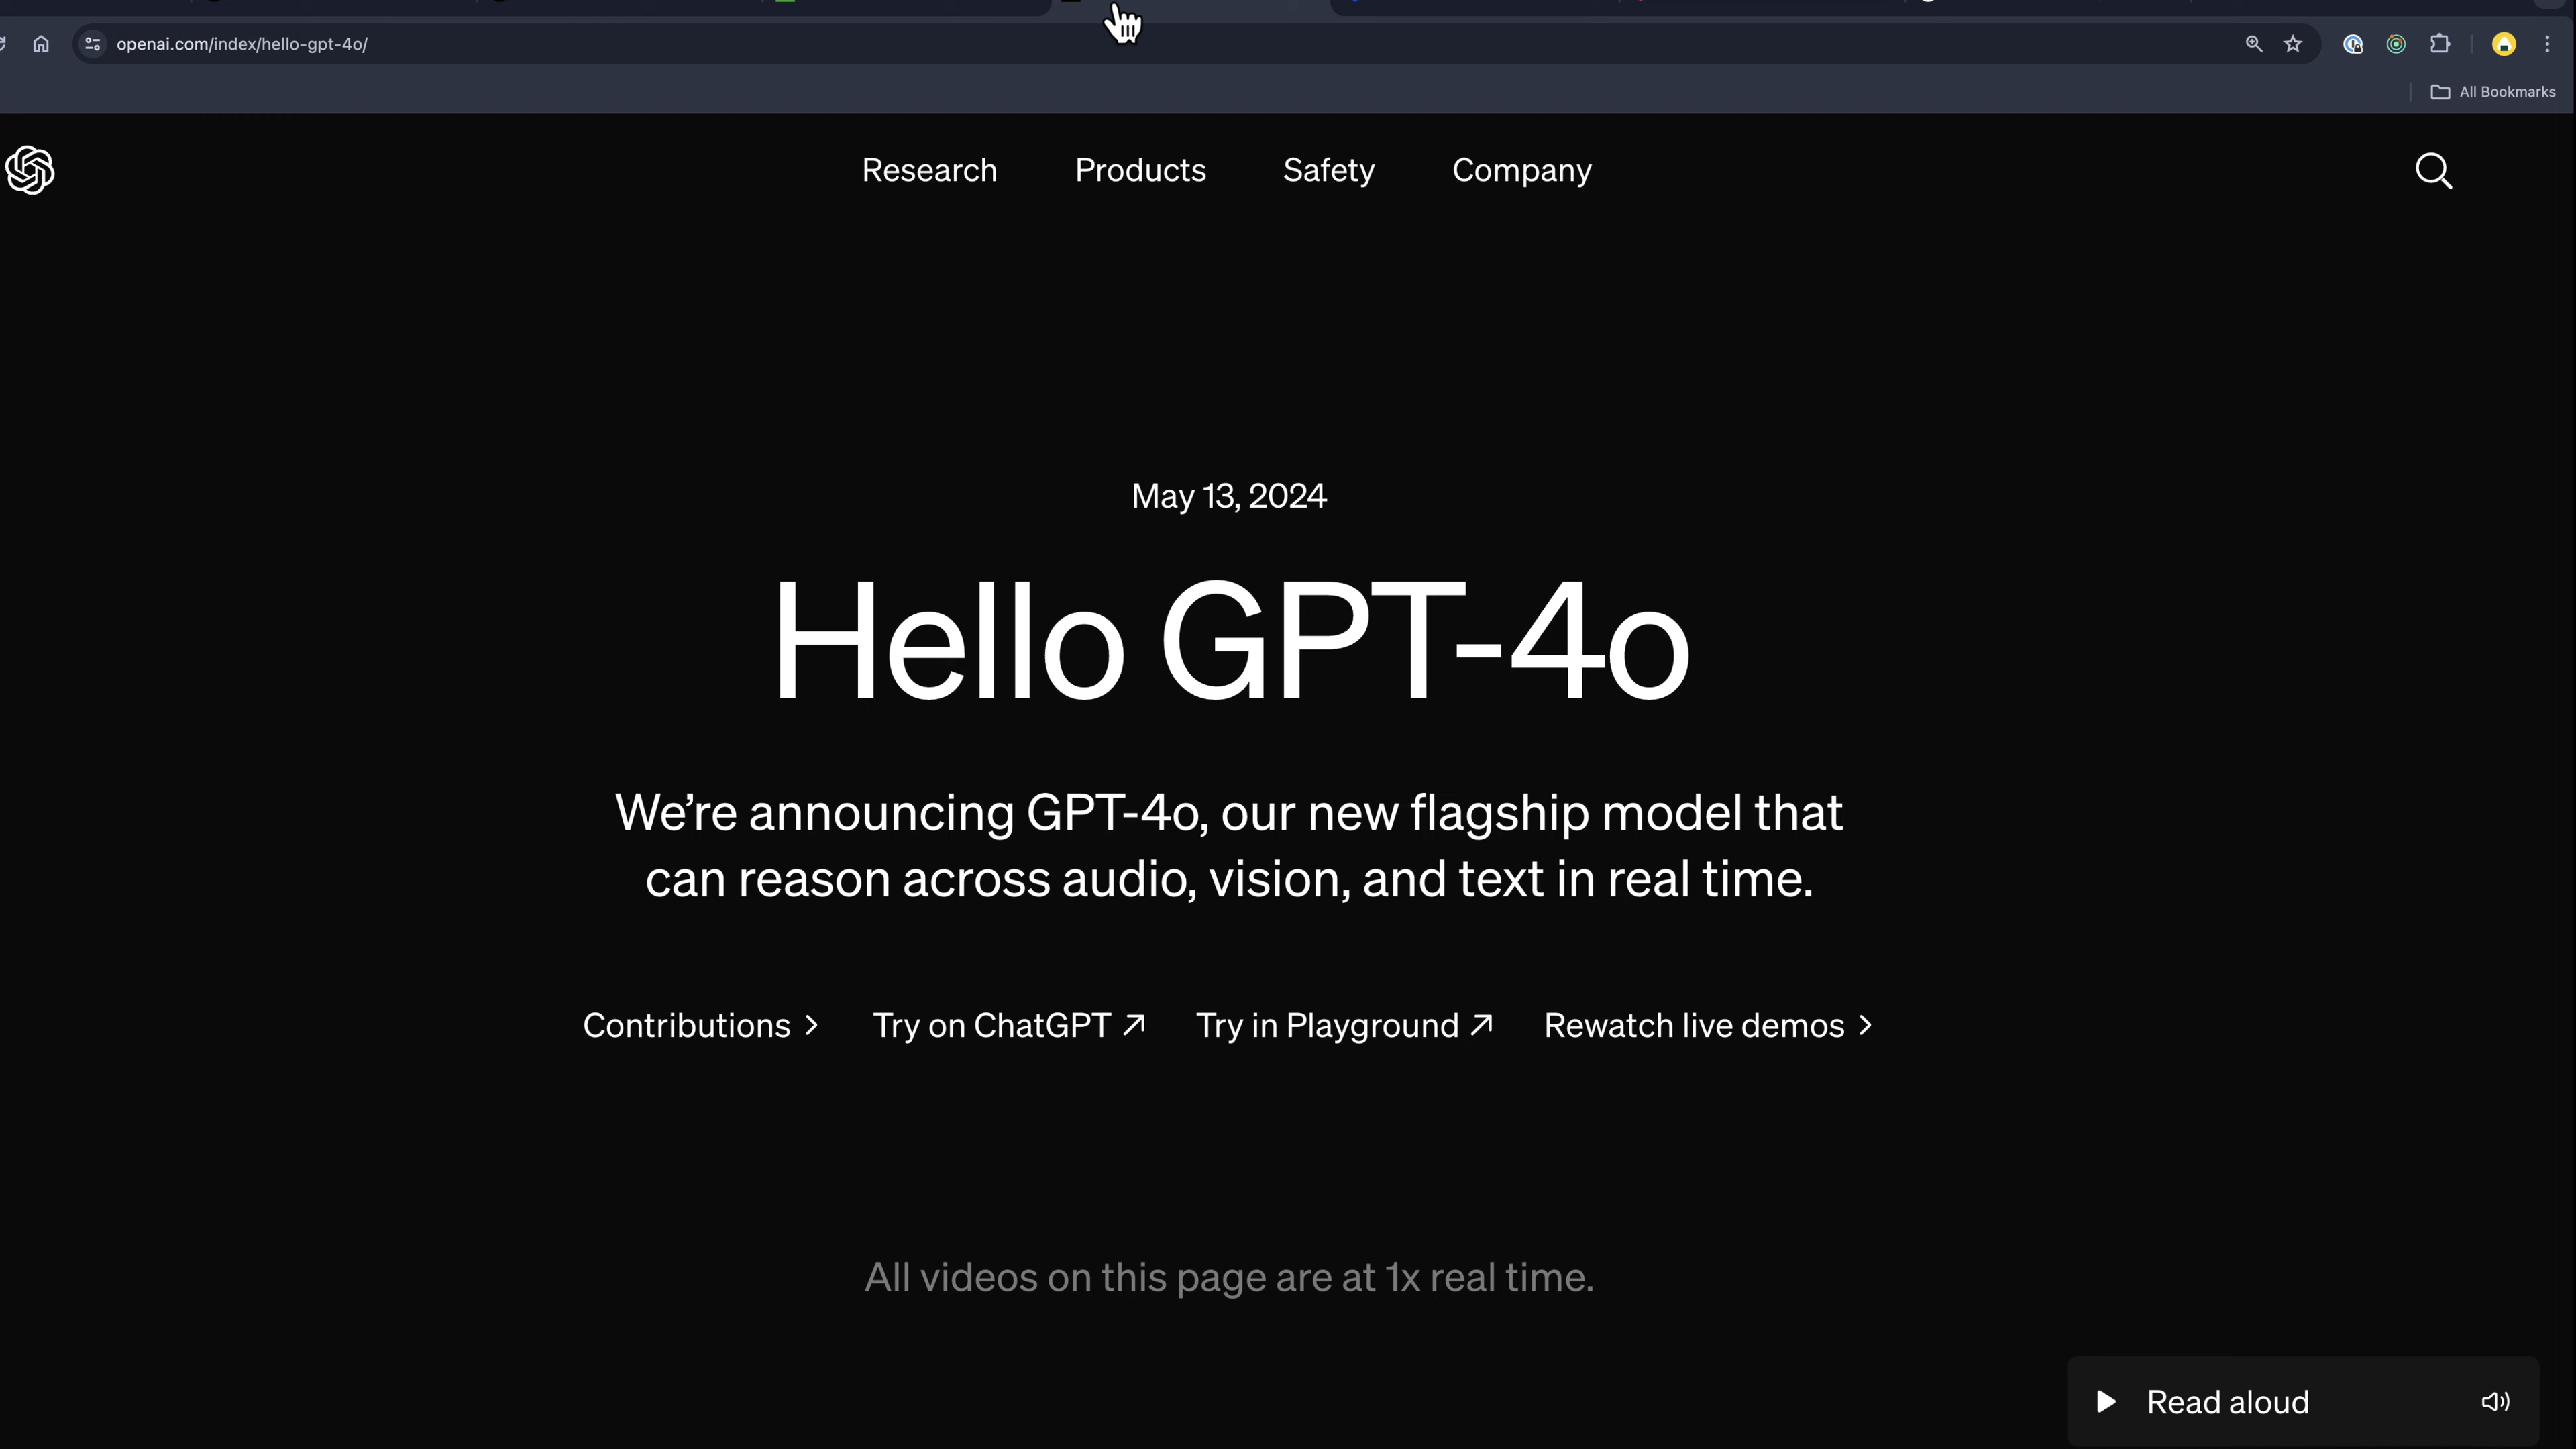 openai.com/index/hello-gpt-4o/
All Bookmarks
Research Products Safety Company
May 13, 2024
Hello GPT-4o
We’re announcing GPT-4o, our new flagship model that
can reason across audio, vision, and text in real time.
Contributions Try on ChatGPT Try in Playground Rewatch live demos
All videos on this page are at 1x real time.
Read aloud